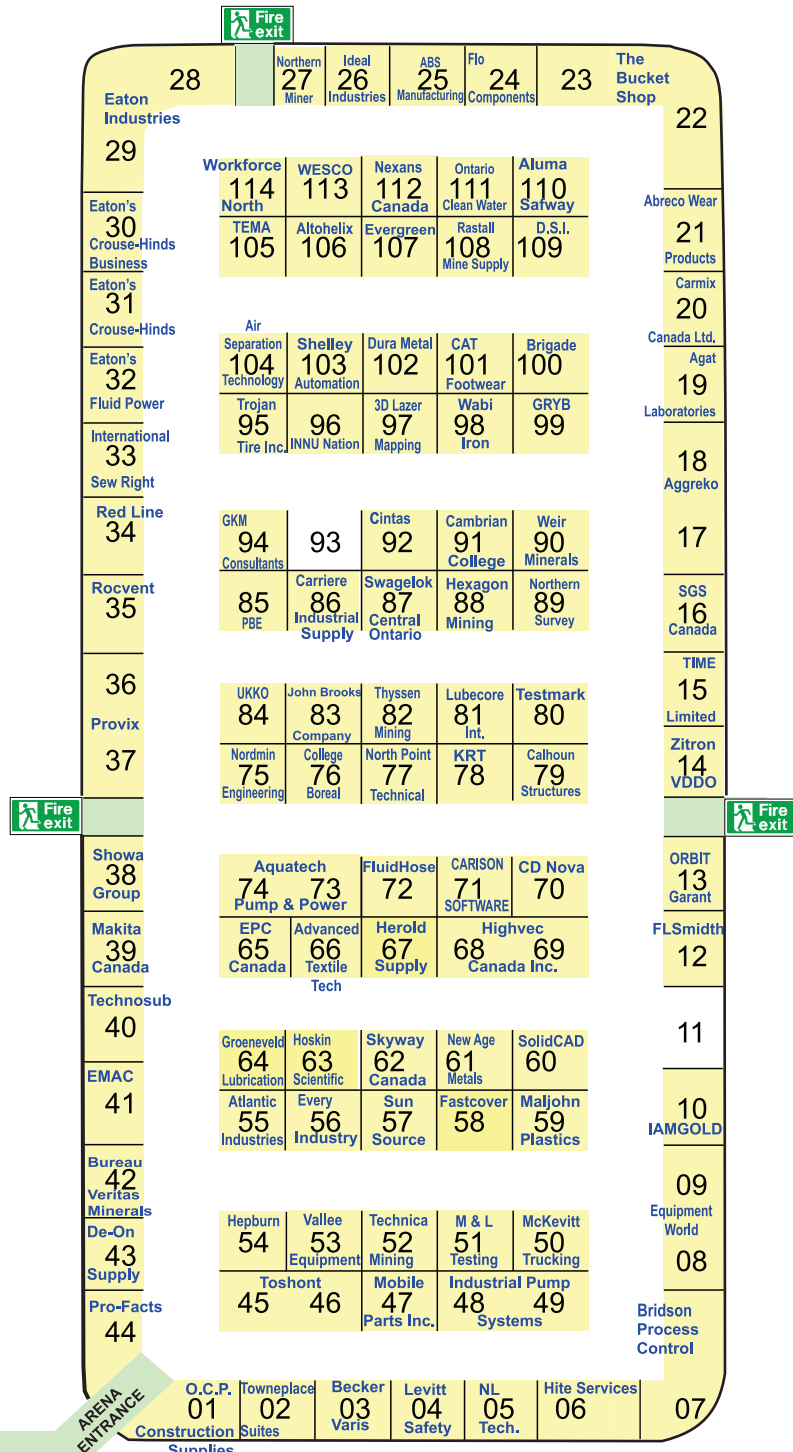 Fire
exit
28
Northern
27
Miner
Ideal
26
Industries
ABS
25
Manufacturing
Flo
24
Components
23
The
Bucket
Shop
22
Eaton
Industries
29
Workforce
114
North
WESCO
113
Nexans
112
Canada
Ontario
111
Clean Water
Aluma
110
Safway
TEMA
105
Altohelix
106
Evergreen
107
Rastall
108
Mine Supply
D.S.I.
109
Eaton's
30
Crouse-Hinds
Business
Abreco Wear
21
Products
Eaton's
31
Crouse-Hinds
Carmix
20
Canada Ltd.
Air
Separation
104
Technology
Shelley
103
Automation
Dura Metal
102
CAT
101
Footwear
Brigade
100
Eaton's
32
Fluid Power
Agat
19
Laboratories
Trojan
95
Tire Inc.
96
INNU Nation
3D Lazer
97
Mapping
Wabi
98
Iron
GRYB
99
International
33
Sew Right
18
Aggreko
Red Line
34
17
GKM
94
Consultants
93
Cintas
92
Cambrian
91
College
Weir
90
Minerals
Rocvent
35
85
PBE
Carriere
86
Industrial
Supply
Swagelok
87
Central
Ontario
Hexagon
88
Mining
Northern
89
Survey
SGS
16
Canada
36
Provix
37
TIME
15
Limited
UKKO
84
John Brooks
83
Company
Thyssen
82
Mining
Lubecore
81
Int.
Testmark
80
Nordmin
75
Engineering
College
76
Boreal
North Point
77
Technical
KRT
78
Calhoun
79
Structures
Zitron
14
VDDO
Fire
exit
Fire
exit
Showa
38
Group
Aquatech
74 73
Pump & Power
FluidHose
72
CARISON
71
SOFTWARE
CD Nova
70
ORBIT
13
Garant
Makita
39
Canada
EPC
65
Canada
Advanced
66
Textile
Tech
Herold
67
Supply
Highvec
68 69
Canada Inc.
FLSmidth
12
Technosub
40
11
Groeneveld
64
Lubrication
Hoskin
63
Scientific
Skyway
62
Canada
New Age
61
Metals
SolidCAD
60
EMAC
41
Atlantic
55
Industries
Every
56
Industry
Sun
57
Source
Fastcover
58
Maljohn
59
Plastics
10
IAMGOLD
Bureau
42
Veritas
Minerals
09
Equipment
World
08
De-On
43
Supply
Hepburn
54
Vallee
53
Equipment
Technica
52
Mining
M & L
51
Testing
McKevitt
50
Trucking
Toshont
45 46
Mobile
47
Parts Inc.
Industrial Pump
48 49
Systems
Pro-Facts
44
Bridson
Process
Control
07
ARENA
ENTRANCE
O.C.P.
01
Construction
Supplies
Towneplace
02
Suites
Becker
03
Varis
Levitt
04
Safety
NL
05
Tech.
Hite Services
06